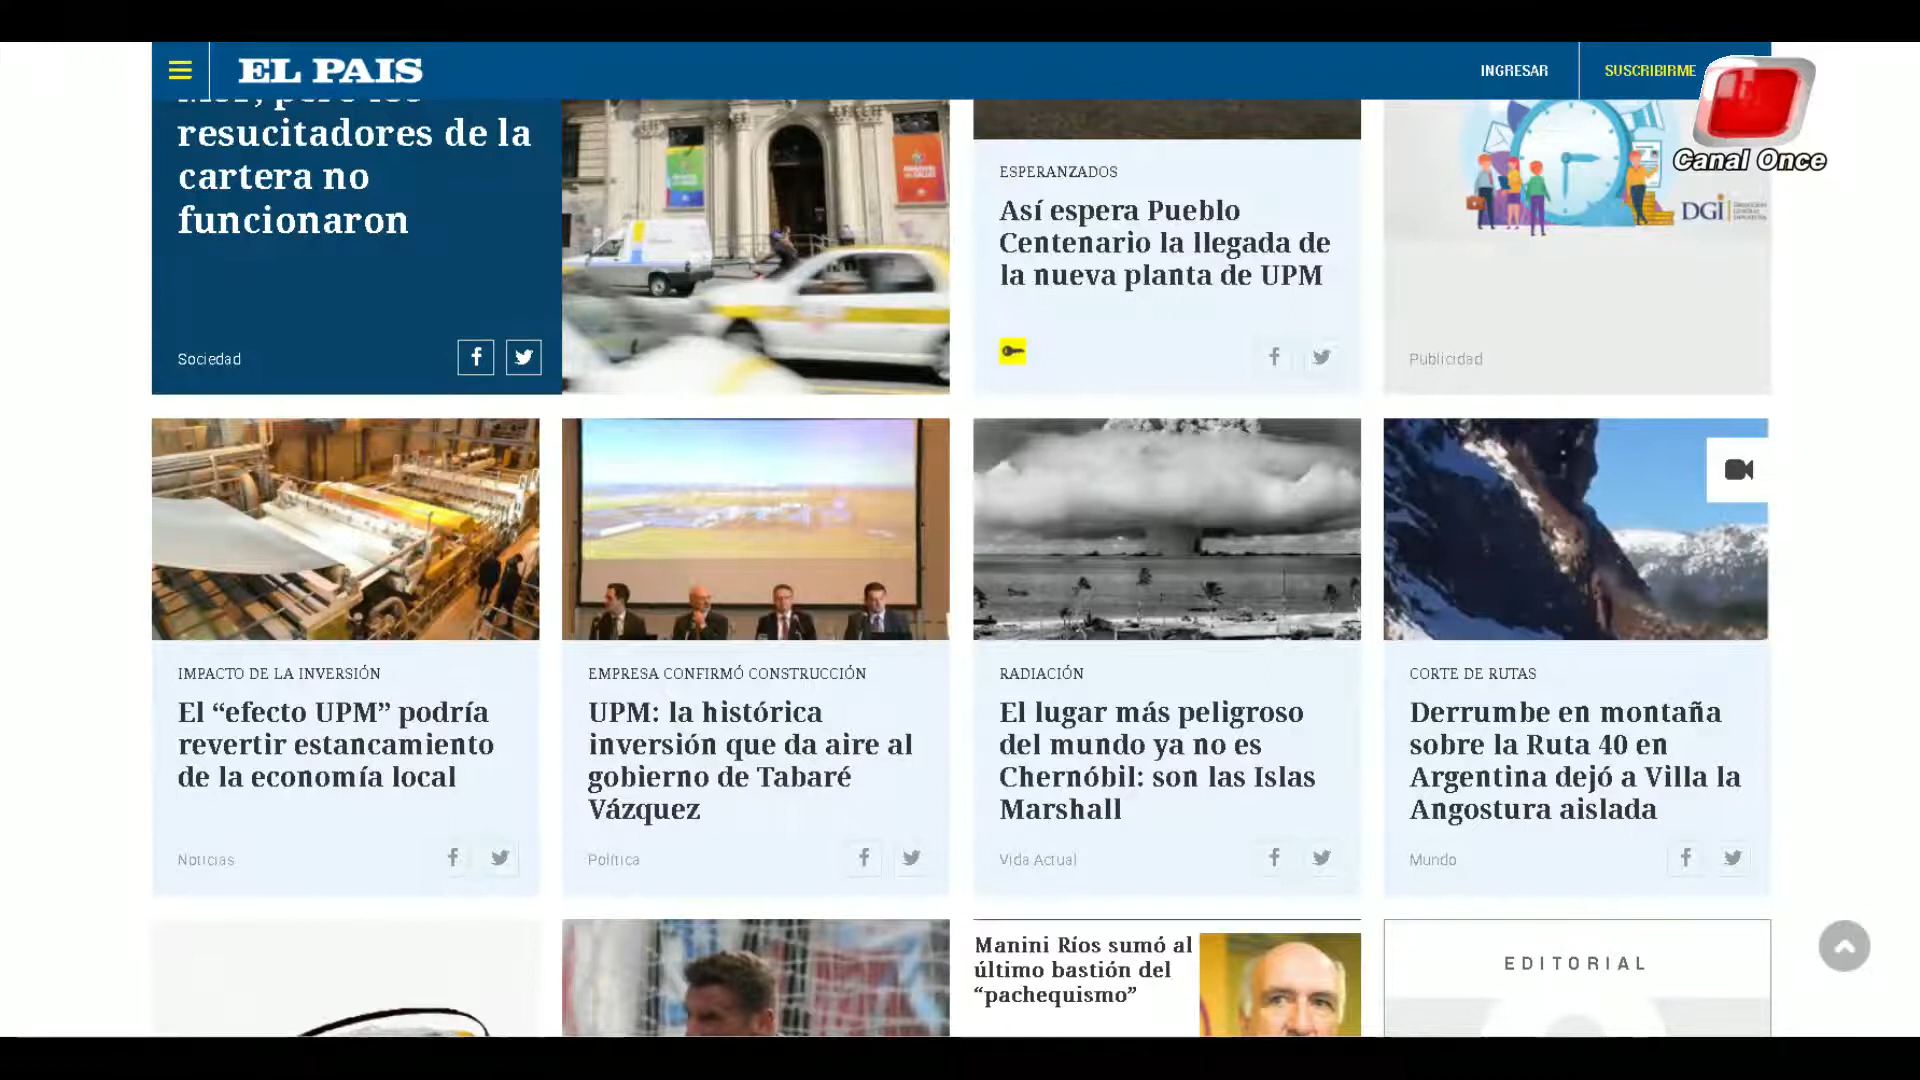 EL PAIS
INGRESAR
SUSCRIBIRME
Canal Once
resucitadores de la
cartera no
funcionaron
Sociedad
ESPERANZADOS
Así espera Pueblo
Centenario la llegada de
la nueva planta de UPM
DGI
Publicidad
IMPACTO DE LA INVERSIÓN
El “efecto UPM” podría
revertir estancamiento
de la economía local
Noticias
EMPRESA CONFIRMÓ CONSTRUCCIÓN
UPM: la histórica
inversión que da aire al
gobierno de Tabaré
Vázquez
Política
RADIACIÓN
El lugar más peligroso
del mundo ya no es
Chernóbil: son las Islas
Marshall
Vida Actual
CORTE DE RUTAS
Derrumbe en montaña
sobre la Ruta 40 en
Argentina dejó a Villa la
Angostura aislada
Mundo
Manini Ríos sumó al
último bastión del
“pachequismo”
EDITORIAL